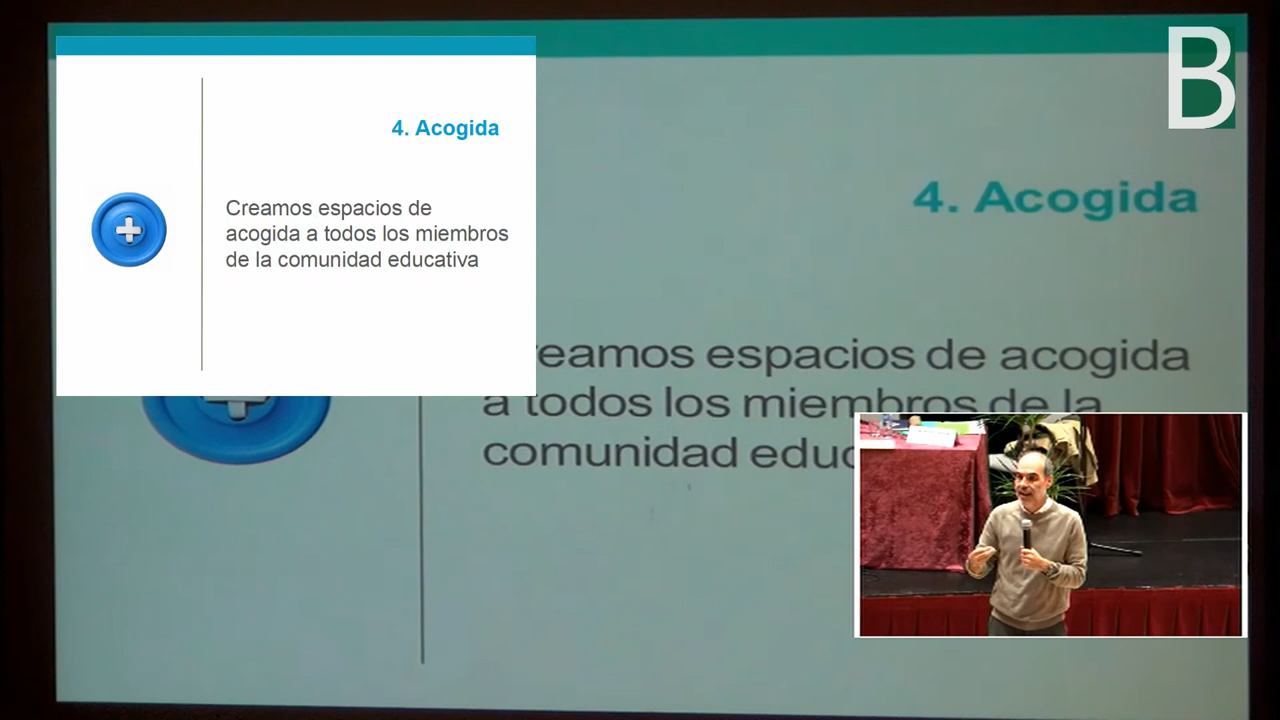 B
4. Acogida
Creamos espacios de
acogida a todos los miembros
de la comunidad educativa
4. Acogida
reamos espacios de acogida
a todos los miembros de la
comunidad educ